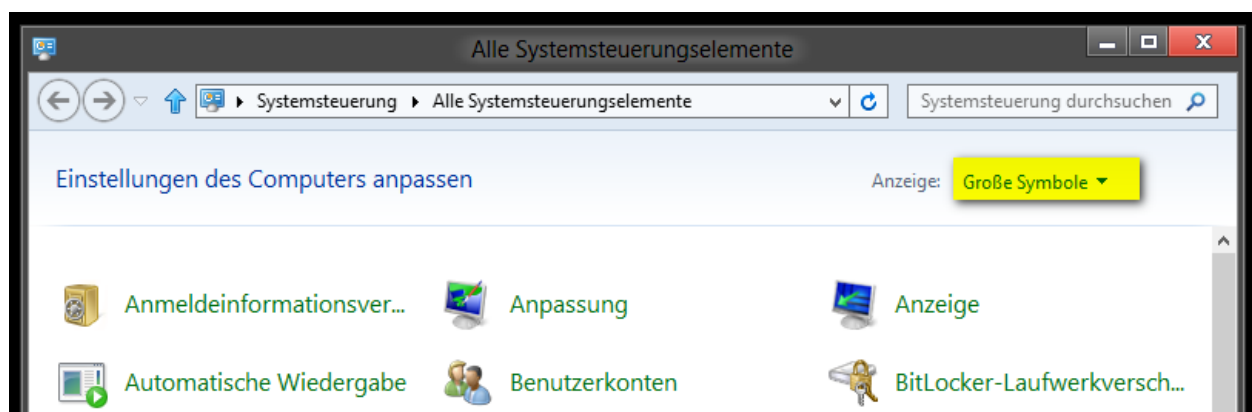 Alle Systemsteuerungselemente
Systemsteuerung Alle Systemsteuerungselemente Systemsteuerung durchsuchen
Einstellungen des Computers anpassen Anzeige: Große Symbole
Anmeldeinformationsver... Anpassung Anzeige
Automatische Wiedergabe Benutzerkonten BitLocker-Laufwerkversch...